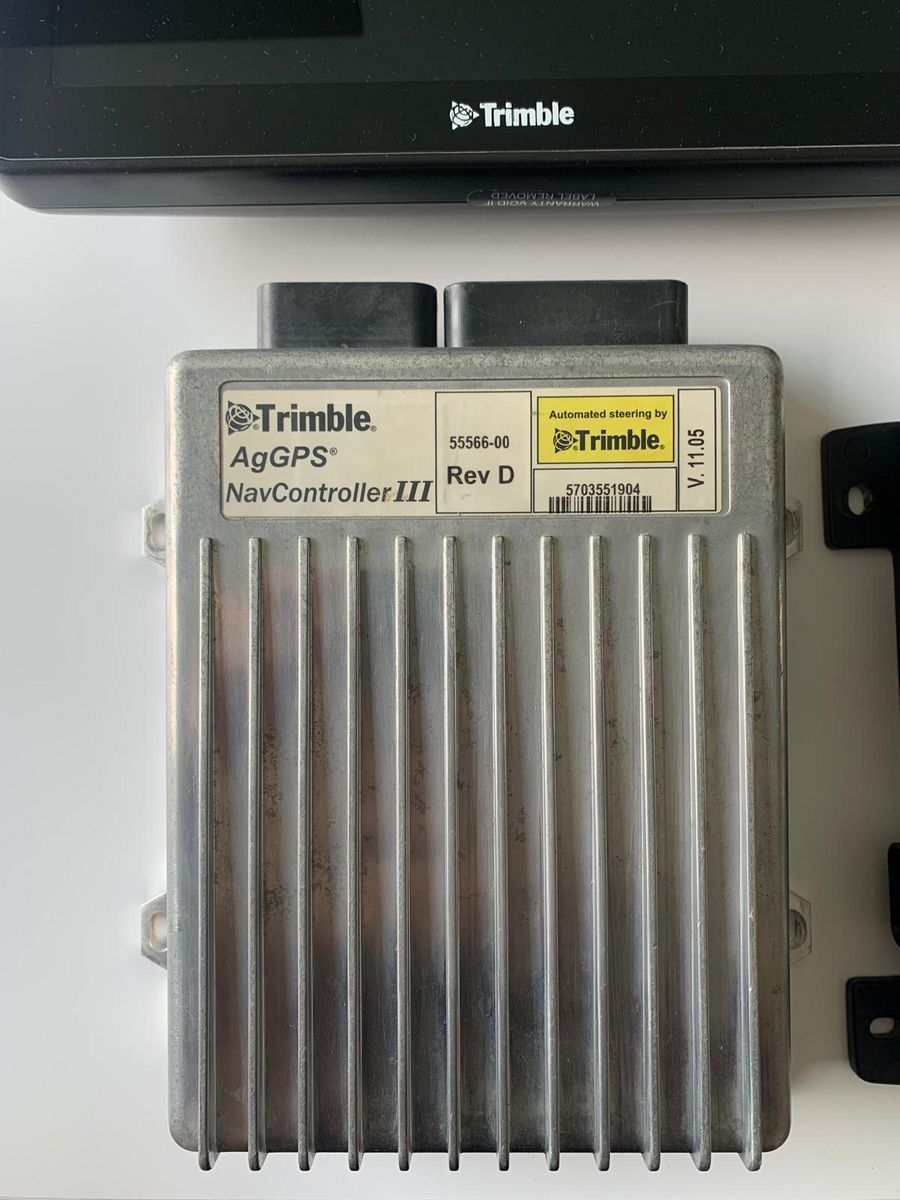 Trimble
WARRANTY VOID IF
LABEL REMOVED
Trimble®
AgGPS®
NavController III
55566-00
Rev D
Automated steering by
Trimble®
5703551904
V. 11.05